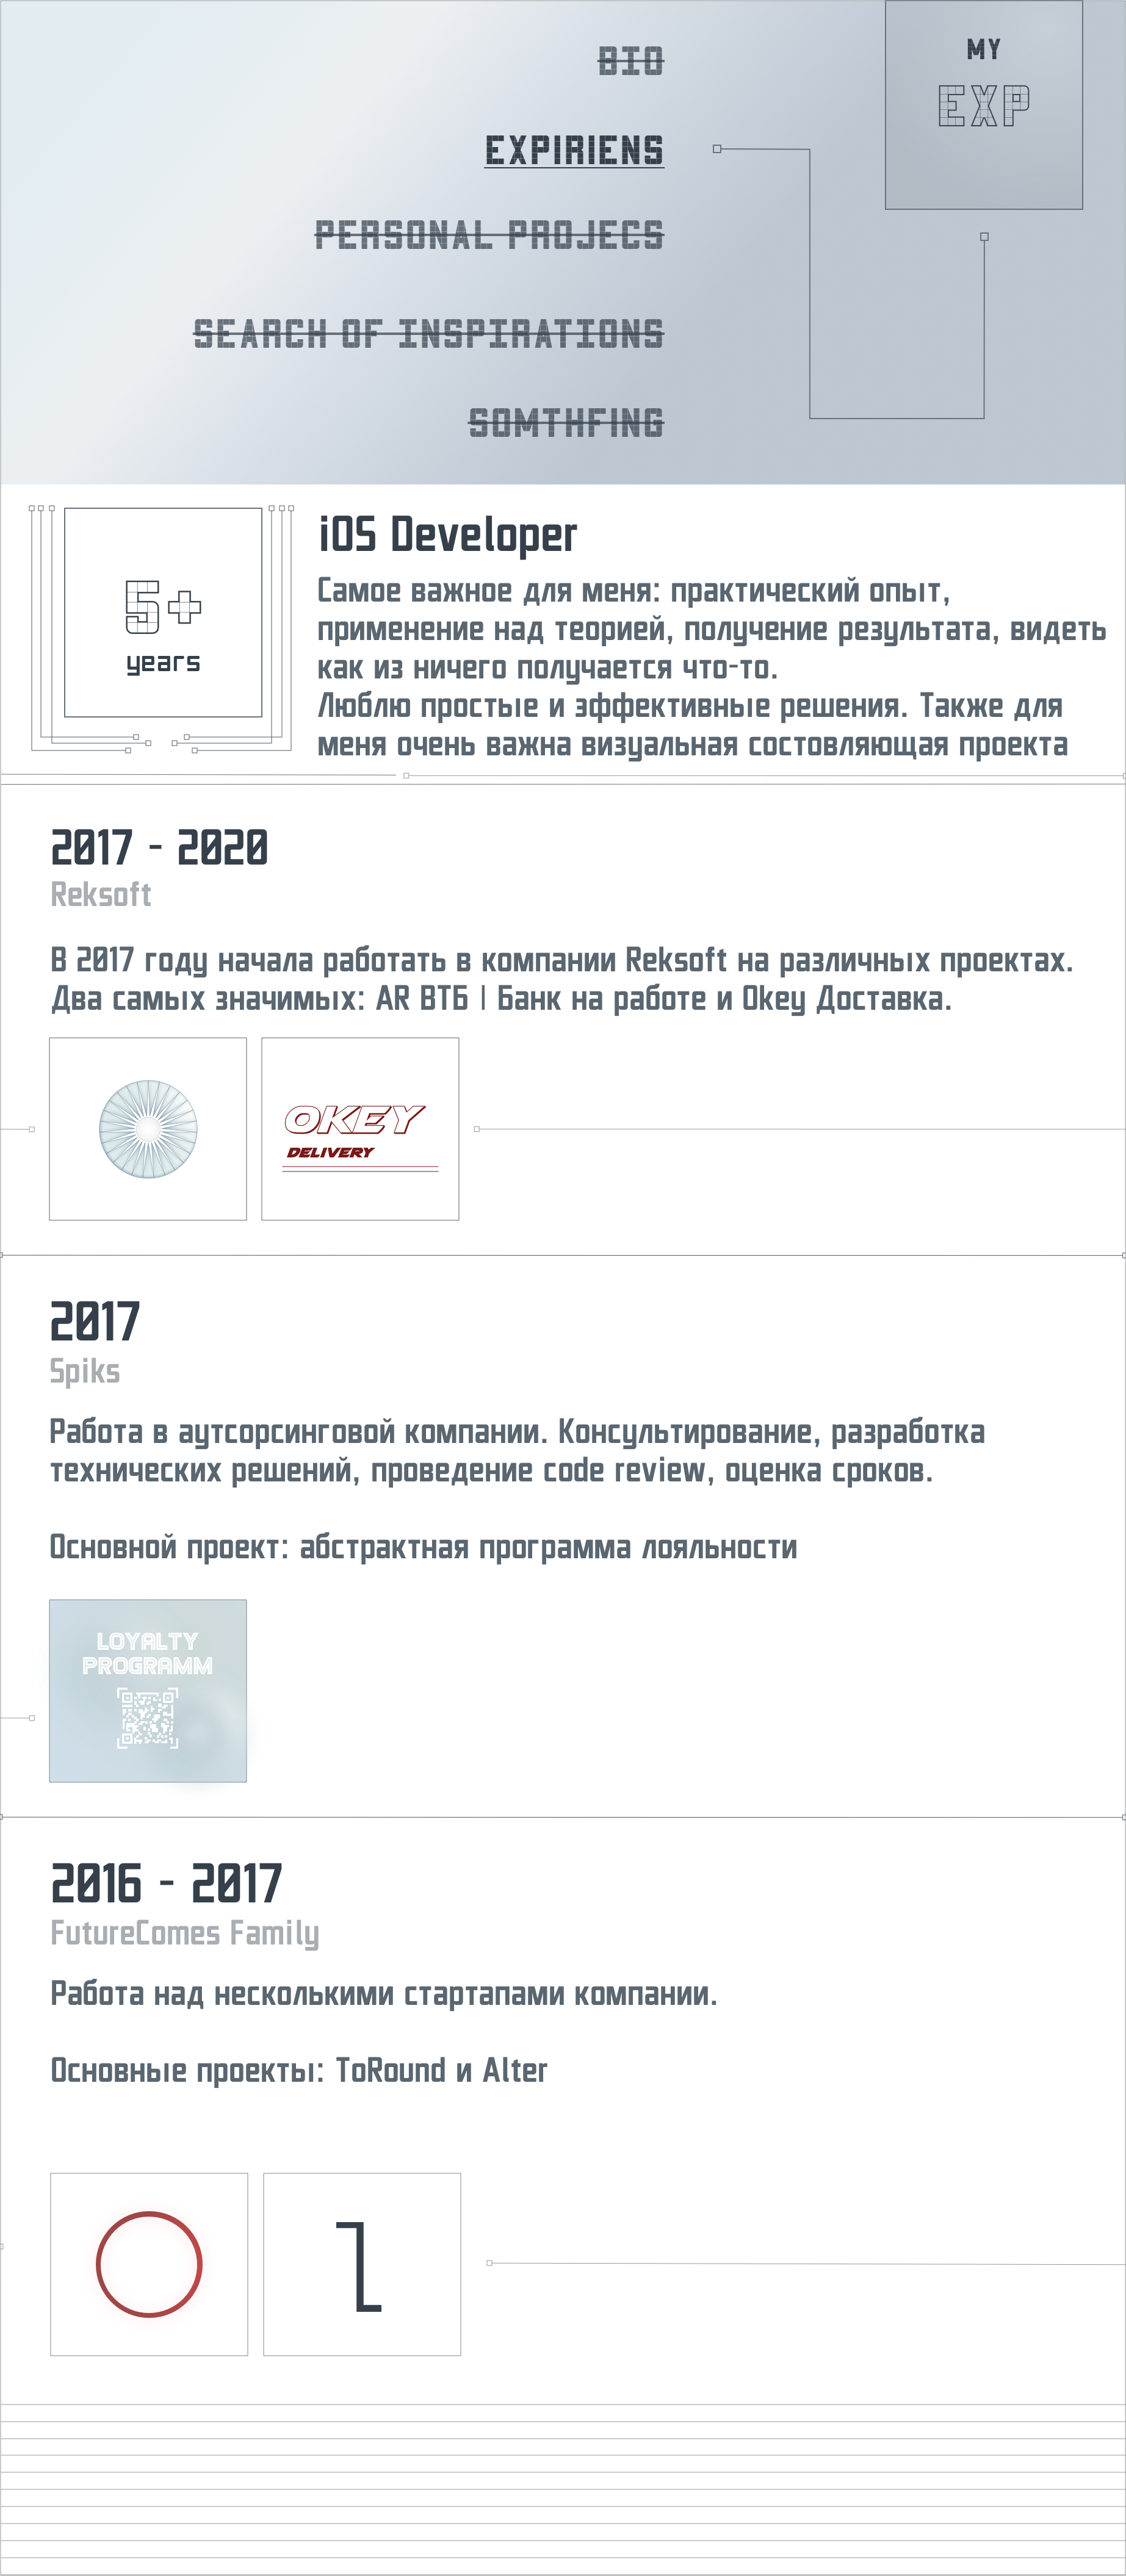 BIO
EXPIRIENS
PERSONAL PROJECS
SEARCH OF INSPIRATIONS
SOMTHFING
MY
EXP
5+
years
iOS Developer
Самое важное для меня: практический опыт,
применение над теорией, получение результата, видеть
как из ничего получается что-то.
Люблю простые и эффективные решения. Также для
меня очень важна визуальная состовляющая проекта
2017 - 2020
Reksoft
В 2017 году начала работать в компании Reksoft на различных проектах.
Два самых значимых: AR ВТБ | Банк на работе и Okey Доставка.
OKEY
DELIVERY
2017
Spiks
Работа в аутсорсинговой компании. Консультирование, разработка
технических решений, проведение code review, оценка сроков.
Основной проект: абстрактная программа лояльности
LOYALTY
PROGRAMM
2016 - 2017
FutureComes Family
Работа над несколькими стартапами компании.
Основные проекты: ToRound и Alter